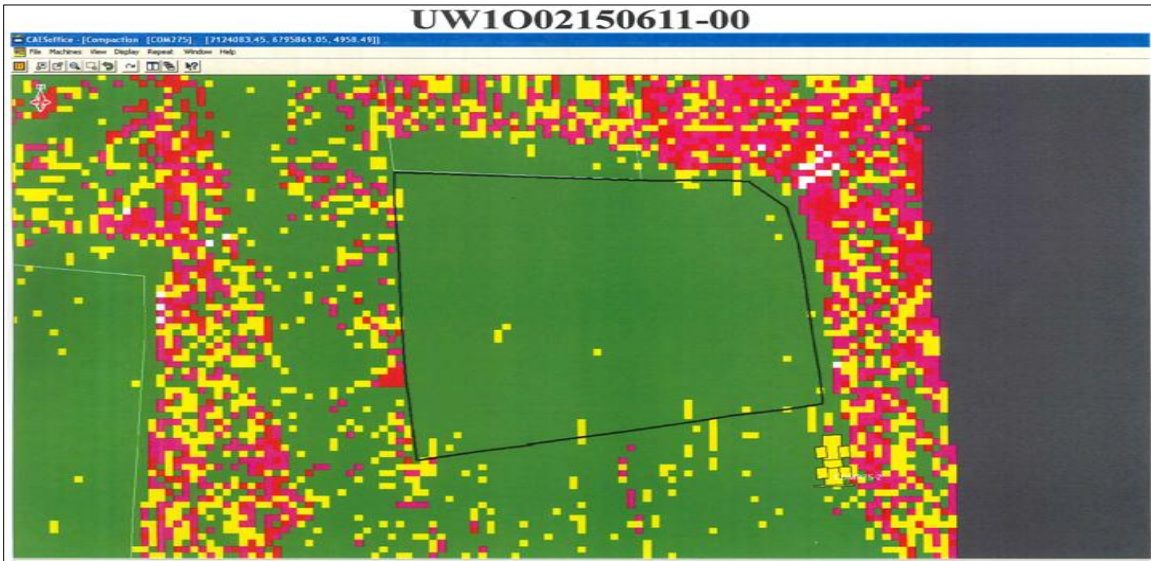 UW1O02150611-00
CAESoffice - [Compaction [COM275] [7124083.45, 6795861.05, 4958.49]]
File Machines View Display Repeat Window Help